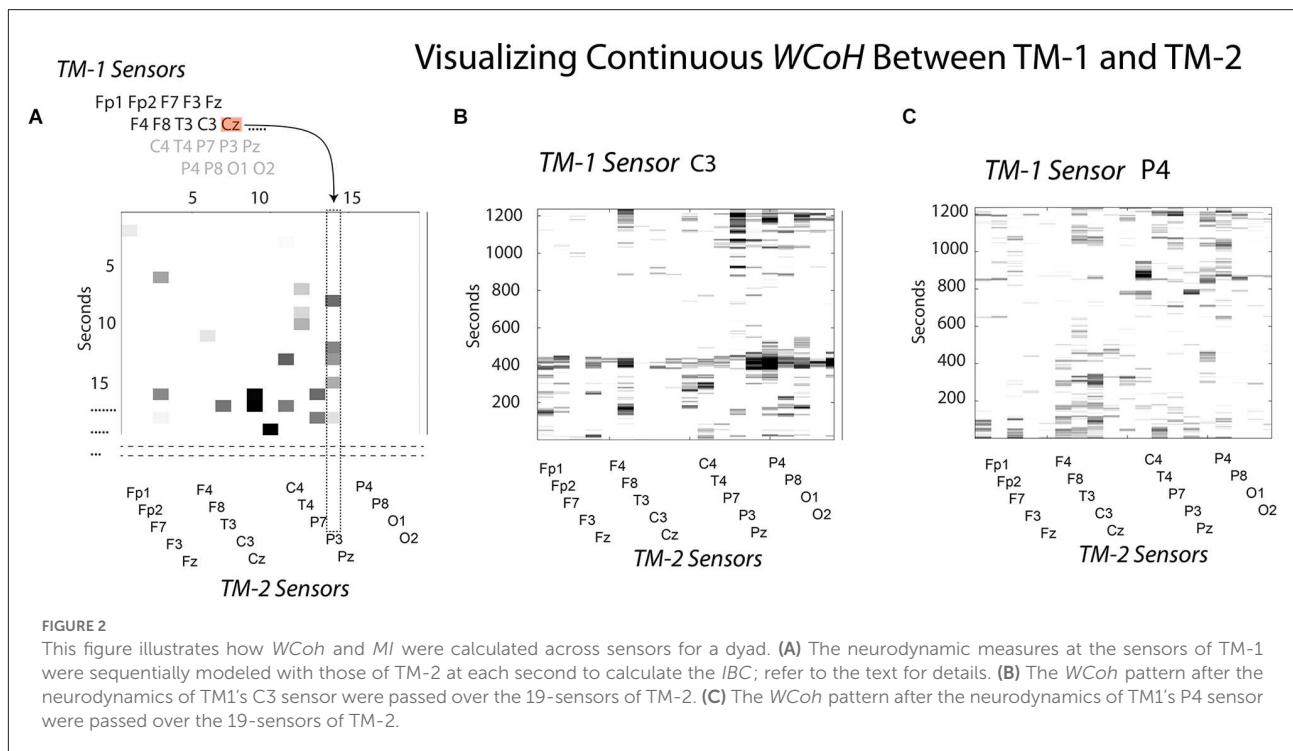 Visualizing Continuous WCoH Between TM-1 and TM-2
TM-1 Sensors
Fp1 Fp2 F7 F3 Fz
A
F4 F8 T3 C3 Cz .....
C4 T4 P7 P3 Pz
P4 P8 O1 O2
5 10 15
Seconds
5
10
15
.......
.....
...
Fp1
Fp2
F7
F3
Fz
F4
F8
T3
C3
Cz
C4
T4
P7
P3
Pz
P4
P8
O1
O2
TM-2 Sensors
B
TM-1 Sensor C3
Seconds
1200
1000
800
600
400
200
Fp1
Fp2
F7
F3
Fz
F4
F8
T3
C3
Cz
C4
T4
P7
P3
Pz
P4
P8
O1
O2
TM-2 Sensors
C
TM-1 Sensor P4
Seconds
1200
1000
800
600
400
200
Fp1
Fp2
F7
F3
Fz
F4
F8
T3
C3
Cz
C4
T4
P7
P3
Pz
P4
P8
O1
O2
TM-2 Sensors
FIGURE 2
This figure illustrates how WCoh and MI were calculated across sensors for a dyad. (A) The neurodynamic measures at the sensors of TM-1
were sequentially modeled with those of TM-2 at each second to calculate the IBC; refer to the text for details. (B) The WCoh pattern after the
neurodynamics of TM1's C3 sensor were passed over the 19-sensors of TM-2. (C) The WCoh pattern after the neurodynamics of TM1's P4 sensor
were passed over the 19-sensors of TM-2.